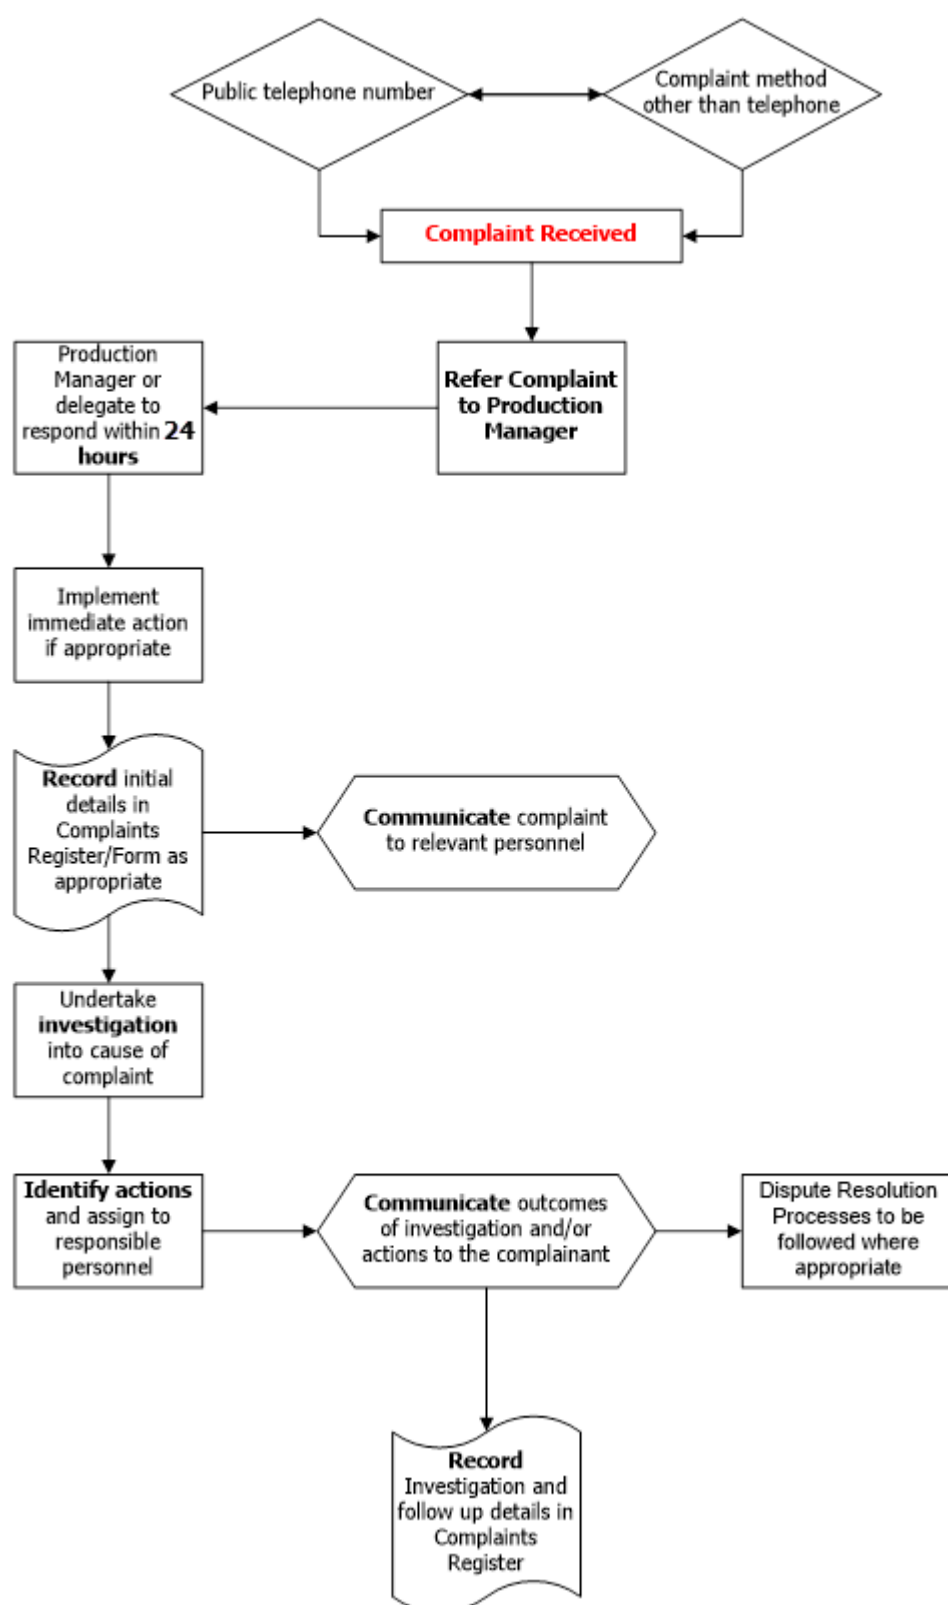 Public telephone number
Complaint method
other than telephone
Complaint Received
Production
Manager or
delegate to
respond within 24
hours
Refer Complaint
to Production
Manager
Implement
immediate action
if appropriate
Record initial
details in
Complaints
Register/Form as
appropriate
Communicate complaint
to relevant personnel
Undertake
investigation
into cause of
complaint
Identify actions
and assign to
responsible
personnel
Communicate outcomes
of investigation and/or
actions to the complainant
Dispute Resolution
Processes to be
followed where
appropriate
Record
Investigation and
follow up details in
Complaints
Register